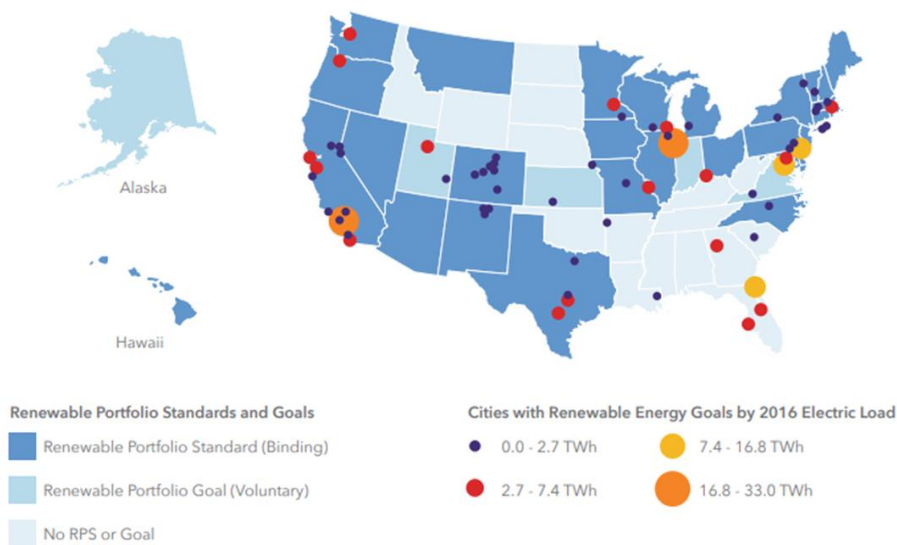 Alaska
Hawaii
Renewable Portfolio Standards and Goals
Renewable Portfolio Standard (Binding)
Renewable Portfolio Goal (Voluntary)
No RPS or Goal
Cities with Renewable Energy Goals by 2016 Electric Load
0.0 - 2.7 TWh
7.4 - 16.8 TWh
2.7 - 7.4 TWh
16.8 - 33.0 TWh